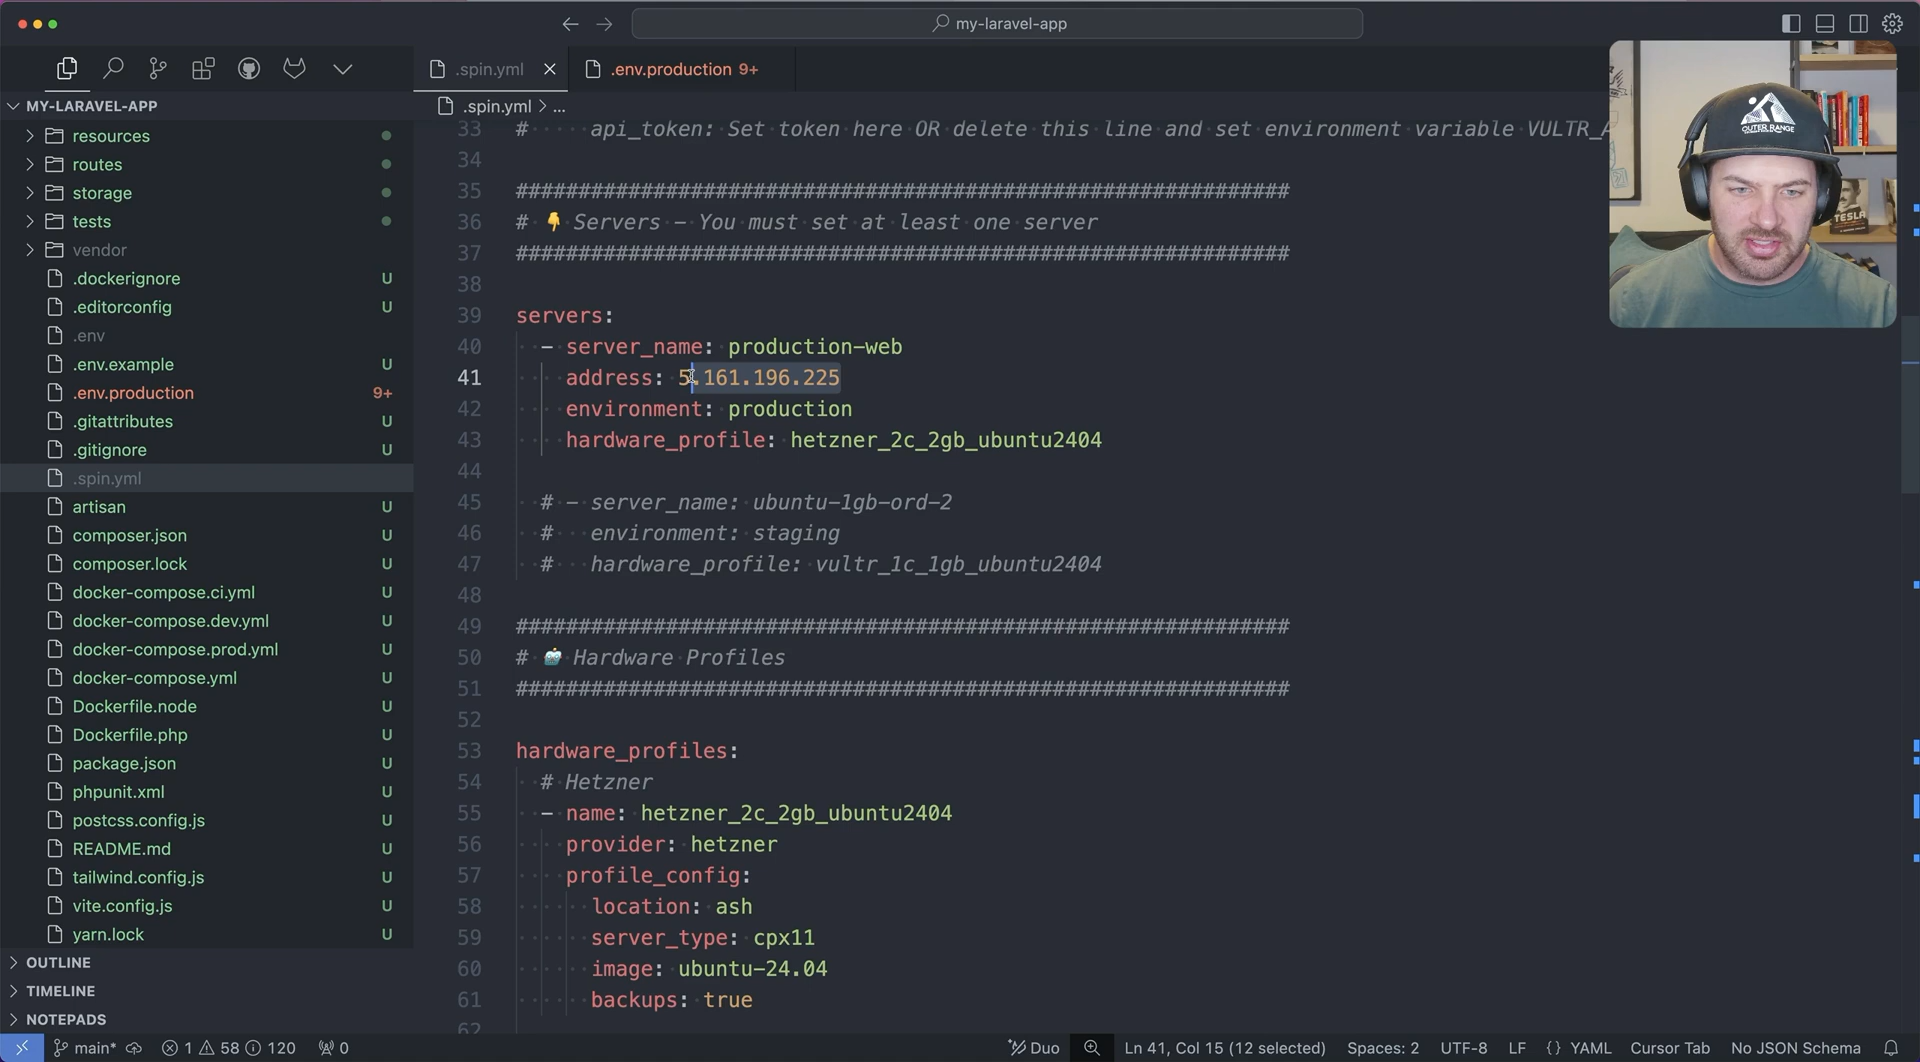 my-laravel-app
.spin.yml
.env.production 9+
MY-LARAVEL-APP
.spin.yml > ...
resources
routes
storage
tests
vendor
.dockerignore U
.editorconfig U
.env
.env.example U
.env.production 9+
.gitattributes U
.gitignore U
.spin.yml
artisan U
composer.json U
composer.lock U
docker-compose.ci.yml U
docker-compose.dev.yml U
docker-compose.prod.yml U
docker-compose.yml U
Dockerfile.node U
Dockerfile.php U
package.json U
phpunit.xml U
postcss.config.js U
README.md U
tailwind.config.js U
vite.config.js U
yarn.lock U
OUTLINE
TIMELINE
NOTEPADS
33 # api_token: Set token here OR delete this line and set environment variable VULTR_A
34
35 ##############################################################
36 # 👇 Servers – You must set at least one server
37 ##############################################################
38
39 servers:
40 - server_name: production-web
41 address: 5.161.196.225
42 environment: production
43 hardware_profile: hetzner_2c_2gb_ubuntu2404
44
45 # - server_name: ubuntu-1gb-ord-2
46 # environment: staging
47 # hardware_profile: vultr_1c_1gb_ubuntu2404
48
49 ##############################################################
50 # 🤖 Hardware Profiles
51 ##############################################################
52
53 hardware_profiles:
54 # Hetzner
55 - name: hetzner_2c_2gb_ubuntu2404
56 provider: hetzner
57 profile_config:
58 location: ash
59 server_type: cpx11
60 image: ubuntu-24.04
61 backups: true
62
OUTER RANGE
TESLA
main* 1 58 120 0
Duo Ln 41, Col 15 (12 selected) Spaces: 2 UTF-8 LF {} YAML Cursor Tab No JSON Schema